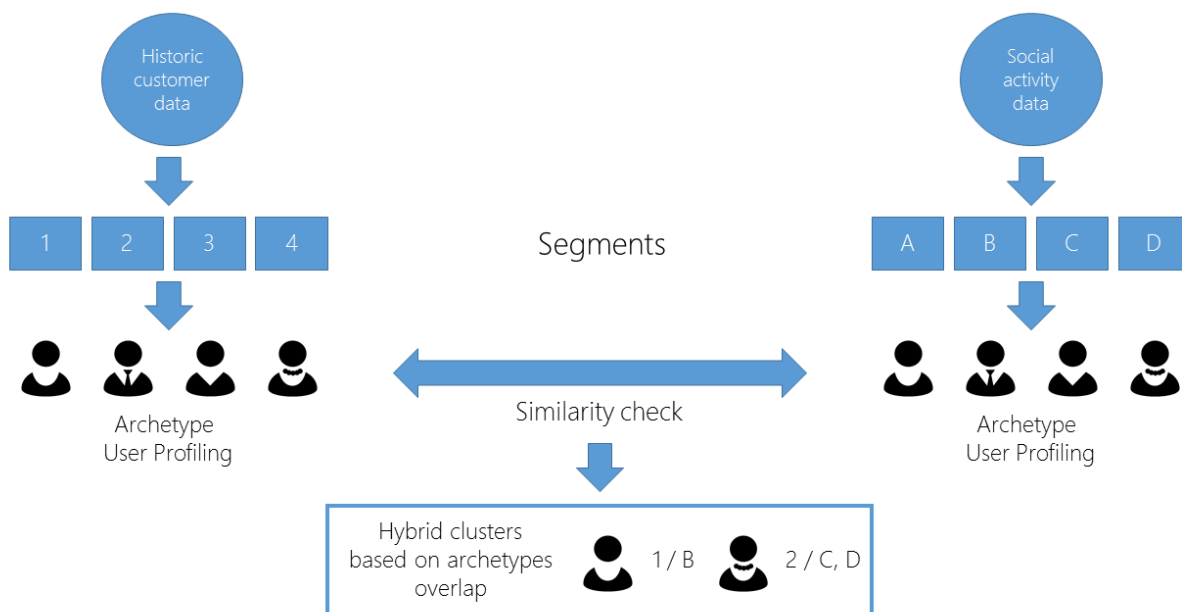 Historic
customer
data
Social
activity
data
1 2 3 4
Segments
A B C D
Archetype
User Profiling
Similarity check
Archetype
User Profiling
Hybrid clusters
based on archetypes
overlap
1 / B
2 / C, D